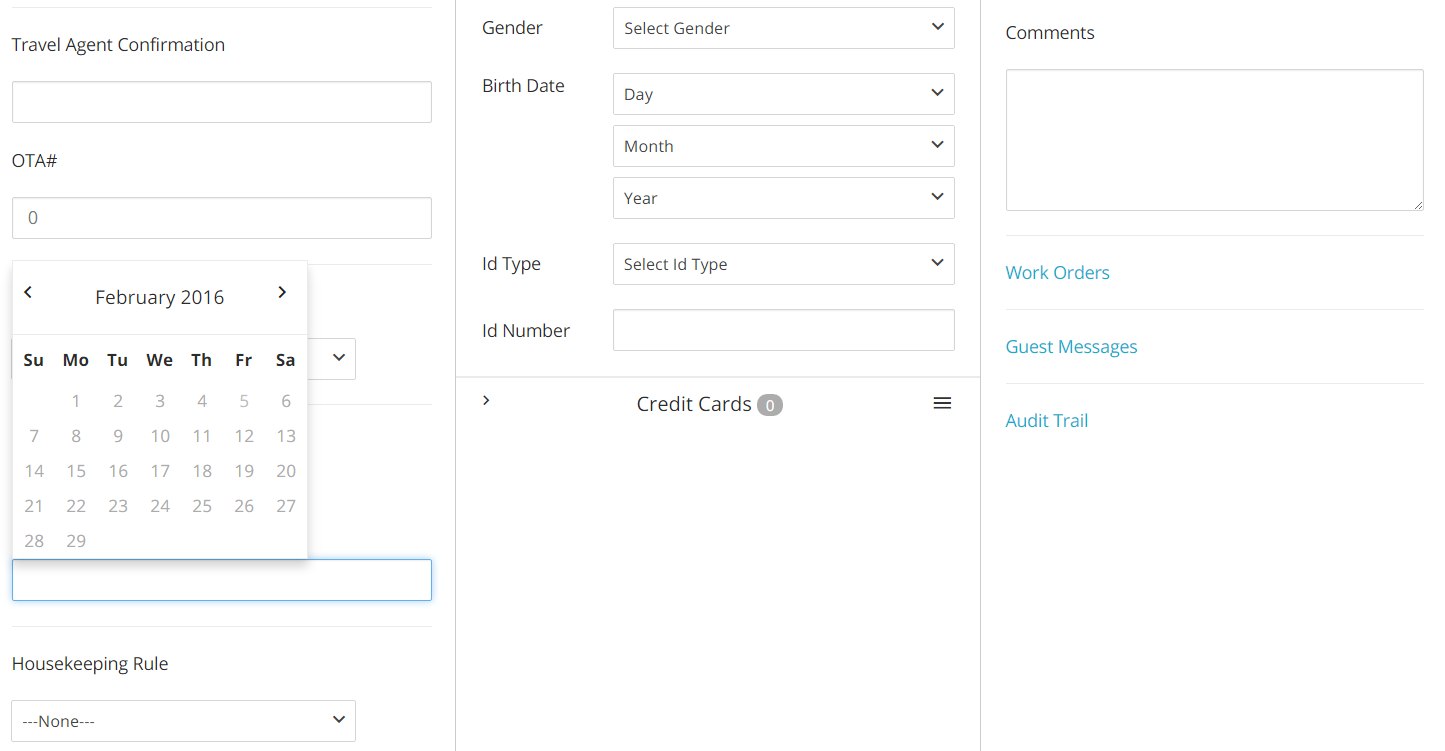 Travel Agent Confirmation
OTA#
0
February 2016
Su Mo Tu We Th Fr Sa
1 2 3 4 5 6
7 8 9 10 11 12 13
14 15 16 17 18 19 20
21 22 23 24 25 26 27
28 29
Housekeeping Rule
---None---
Gender
Select Gender
Birth Date
Day
Month
Year
Id Type
Select Id Type
Id Number
Credit Cards 0
Comments
Work Orders
Guest Messages
Audit Trail